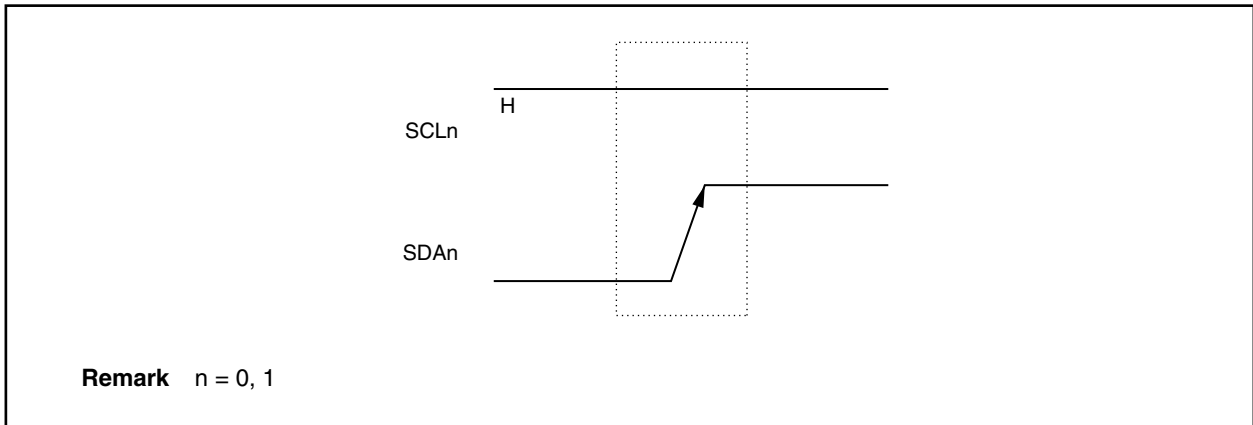 H
SCLn
SDAn
Remark n = 0, 1